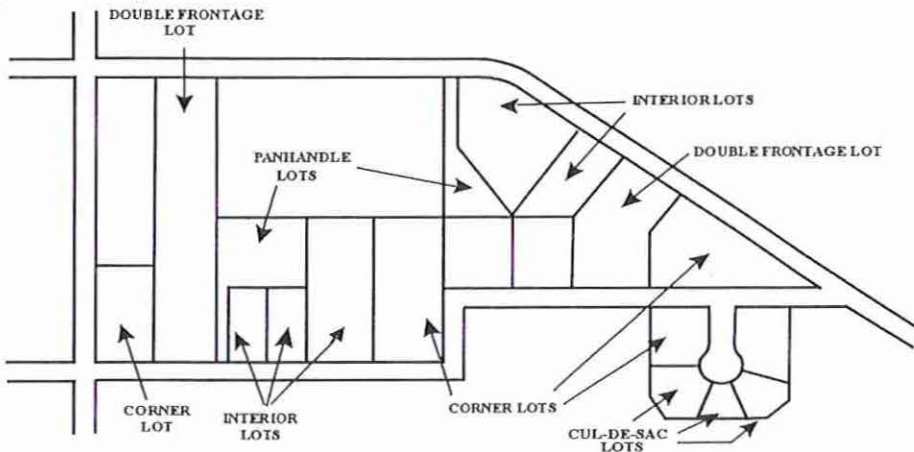 DOUBLE FRONTAGE
LOT
INTERIOR LOTS
PANHANDLE
LOTS
DOUBLE FRONTAGE LOT
CORNER
LOT
INTERIOR
LOTS
CORNER LOTS
CUL-DE-SAC
LOTS